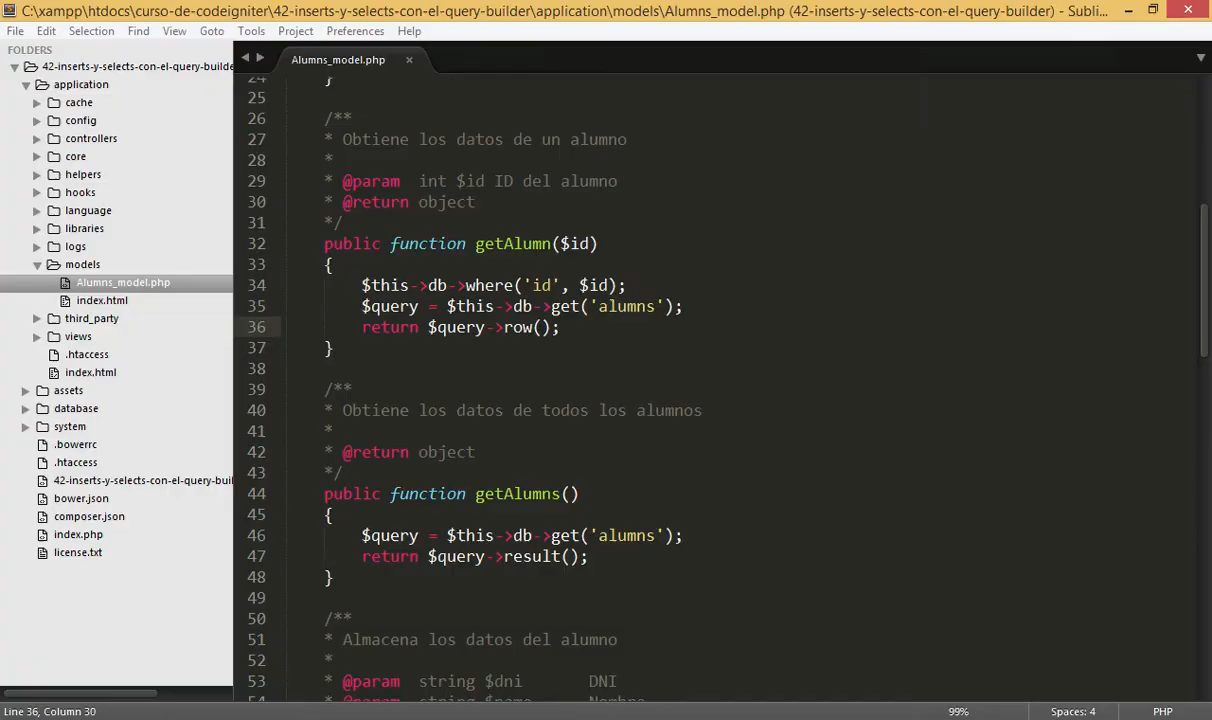 C:\xampp\htdocs\curso-de-codeigniter\42-inserts-y-selects-con-el-query-builder\application\models\Alumns_model.php (42-inserts-y-selects-con-el-query-builder) - Subli...
File Edit Selection Find View Goto Tools Project Preferences Help
FOLDERS
42-inserts-y-selects-con-el-query-builde
application
cache
config
controllers
core
helpers
hooks
language
libraries
logs
models
Alumns_model.php
index.html
third_party
views
.htaccess
index.html
assets
database
system
.bowerrc
.htaccess
42-inserts-y-selects-con-el-query-buil
bower.json
composer.json
index.php
license.txt
Alumns_model.php ×
24 }
25
26 /**
27 * Obtiene los datos de un alumno
28 *
29 * @param int $id ID del alumno
30 * @return object
31 */
32 public function getAlumn($id)
33 {
34 $this->db->where('id', $id);
35 $query = $this->db->get('alumns');
36 return $query->row();
37 }
38
39 /**
40 * Obtiene los datos de todos los alumnos
41 *
42 * @return object
43 */
44 public function getAlumns()
45 {
46 $query = $this->db->get('alumns');
47 return $query->result();
48 }
49
50 /**
51 * Almacena los datos del alumno
52 *
53 * @param string $dni DNI
54 * @param string $name Nombre
Line 36, Column 30 99% Spaces: 4 PHP